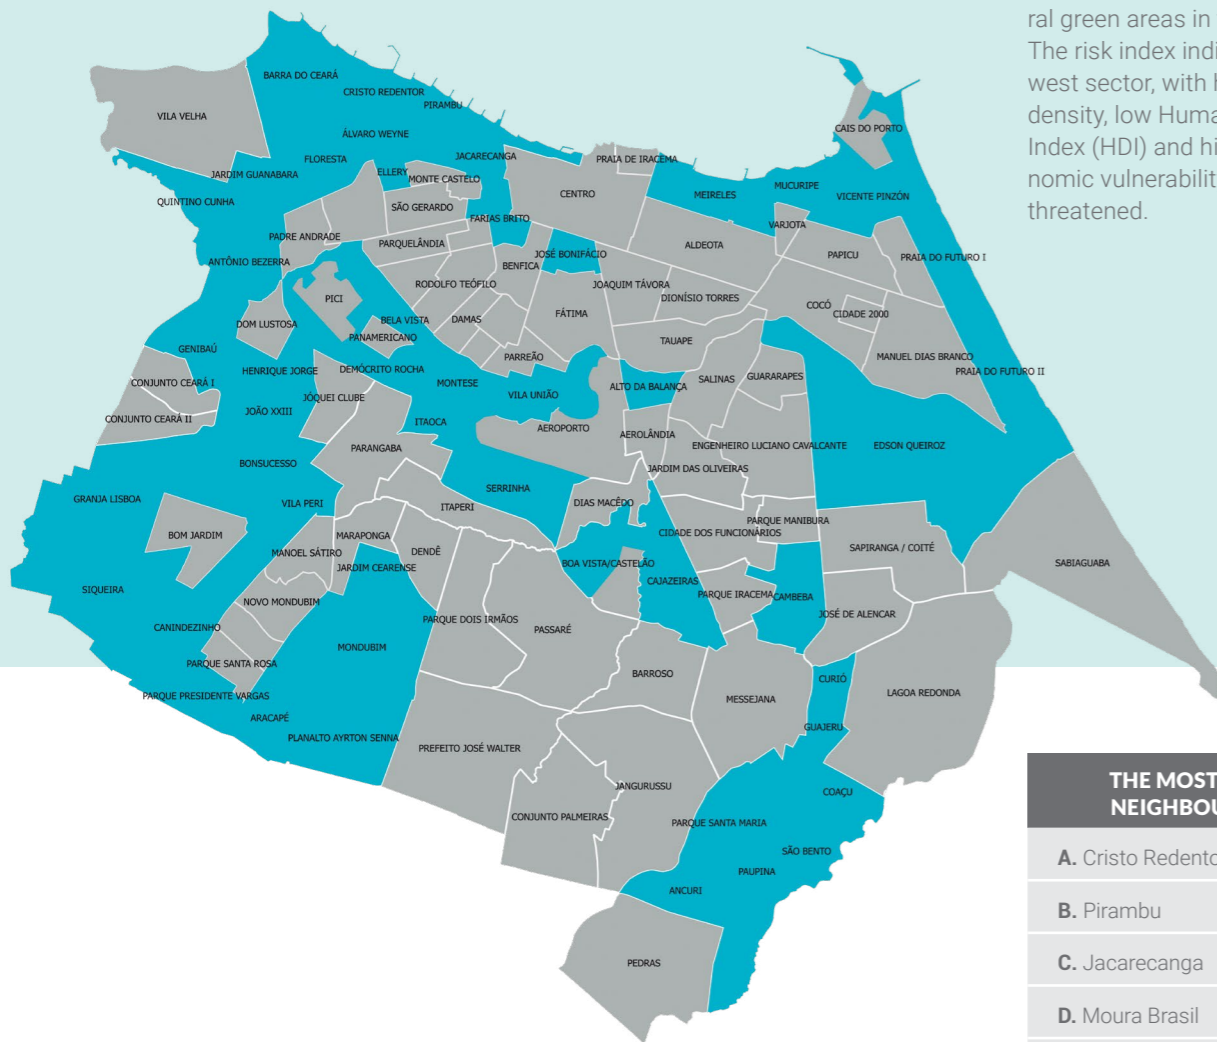 ral green areas in
The risk index indi
west sector, with h
density, low Huma
Index (HDI) and hi
nomic vulnerabilit
threatened.
BARRA DO CEARÁ
CRISTO REDENTOR
PIRAMBU
VILA VELHA
ÁLVARO WEYNE
CAIS DO PORTO
FLORESTA
JACARECANGA
PRAIA DE IRACEMA
JARDIM GUANABARA
ELLERY
MONTE CASTELO
MUCURIPE
QUINTINO CUNHA
CENTRO
MEIRELES
VICENTE PINZÓN
SÃO GERARDO
FARIAS BRITO
VARJOTA
PADRE ANDRADE
PARQUELÂNDIA
ALDEOTA
JOSÉ BONIFÁCIO
PAPICU
PRAIA DO FUTURO I
ANTÔNIO BEZERRA
BENFICA
RODOLFO TEÓFILO
JOAQUIM TÁVORA
PICI
DIONÍSIO TORRES
COCÓ
CIDADE 2000
DOM LUSTOSA
BELA VISTA
DAMAS
FÁTIMA
PANAMERICANO
TAUAPE
GENIBAÚ
PARREÃO
MANUEL DIAS BRANCO
HENRIQUE JORGE
DEMÓCRITO ROCHA
PRAIA DO FUTURO II
CONJUNTO CEARÁ I
MONTESE
ALTO DA BALANÇA
SALINAS
GUARARAPES
JÓQUEI CLUBE
VILA UNIÃO
JOÃO XXIII
CONJUNTO CEARÁ II
ITAOCA
AEROPORTO
AEROLÂNDIA
PARANGABA
ENGENHEIRO LUCIANO CAVALCANTE
EDSON QUEIROZ
BONSUCESSO
JARDIM DAS OLIVEIRAS
SERRINHA
GRANJA LISBOA
VILA PERI
ITAPERI
DIAS MACÊDO
PARQUE MANIBURA
BOM JARDIM
MARAPONGA
CIDADE DOS FUNCIONÁRIOS
MANOEL SÁTIRO
DENDÊ
SAPIRANGA / COITÉ
JARDIM CEARENSE
BOA VISTA/CASTELÃO
SABIAGUABA
CAJAZEIRAS
SIQUEIRA
PARQUE IRACEMA
CAMBEBA
NOVO MONDUBIM
JOSÉ DE ALENCAR
PARQUE DOIS IRMÃOS
CANINDEZINHO
PASSARÉ
MONDUBIM
PARQUE SANTA ROSA
BARROSO
CURIÓ
PARQUE PRESIDENTE VARGAS
LAGOA REDONDA
MESSEJANA
ARACAPÉ
GUAJERU
PLANALTO AYRTON SENNA
PREFEITO JOSÉ WALTER
JANGURUSSU
COAÇU
CONJUNTO PALMEIRAS
PARQUE SANTA MARIA
SÃO BENTO
PAUPINA
ANCURI
PEDRAS
THE MOST
NEIGHBOU
A. Cristo Redento
B. Pirambu
C. Jacarecanga
D. Moura Brasil